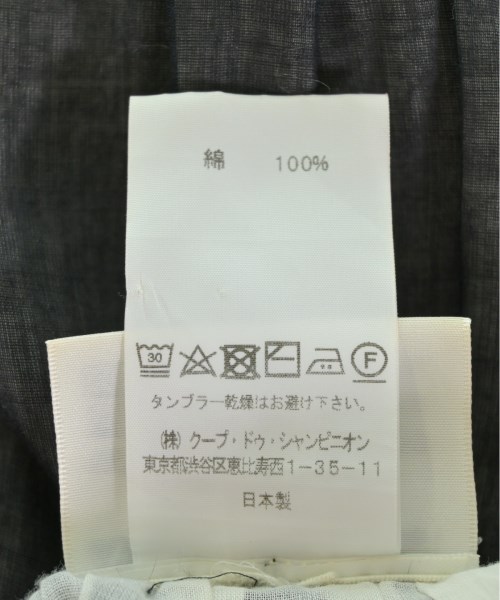 綿 100%
30 F
タンブラー乾燥はお避け下さい。
(株) クープ・ドゥ・シャンピニオン
東京都渋谷区恵比寿西1-35-11
日本製